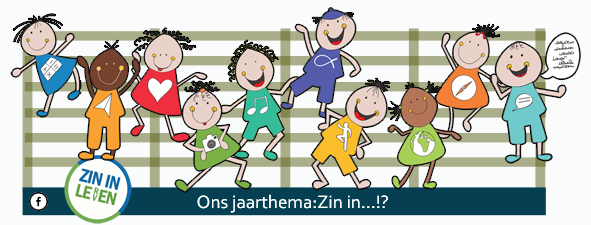 ZIN IN
LEVEN
f
Ons jaarthema:Zin in...!?